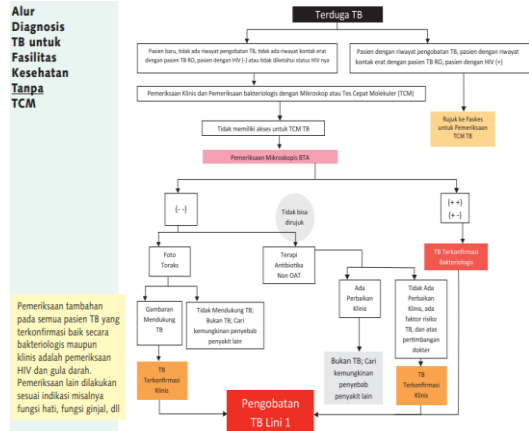 Alur
Diagnosis
TB untuk
Fasilitas
Kesehatan
Tanpa
TCM
Terduga TB
Pasien baru, tidak ada riwayat pengobatan TB, tidak ada riwayat kontak erat
dengan pasien TB RO, pasien dengan HIV (-) atau tidak diketahui status HIV nya
Pasien dengan riwayat pengobatan TB, pasien dengan riwayat
kontak erat dengan pasien TB RO, pasien dengan HIV (+)
Pemeriksaan Klinis dan Pemeriksaan bakteriologis dengan Mikroskop atau Tes Cepat Molekuler (TCM)
Rujuk ke Faskes
untuk Pemeriksaan
TCM TB
Tidak memiliki akses untuk TCM TB
Pemeriksaan Mikroskopis BTA
(- -)
Tidak bisa
dirujuk
(+ +)
(+ -)
Foto
Toraks
Terapi
Antibiotika
Non OAT
TB Terkonfirmasi
Bakteriologis
Gambaran
Mendukung
TB
Tidak Mendukung TB;
Bukan TB; Cari
kemungkinan penyebab
penyakit lain
Ada
Perbaikan
Klinis
Tidak Ada
Perbaikan
Klinis, ada
faktor risiko
TB, dan atas
pertimbangan
dokter
TB
Terkonfirmasi
Klinis
Bukan TB; Cari
kemungkinan
penyebab
penyakit lain
TB
Terkonfirmasi
Klinis
Pengobatan
TB Lini 1
Pemeriksaan tambahan
pada semua pasien TB yang
terkonfirmasi baik secara
bakteriologis maupun
klinis adalah pemeriksaan
HIV dan gula darah.
Pemeriksaan lain dilakukan
sesuai indikasi misalnya
fungsi hati, fungsi ginjal, dll